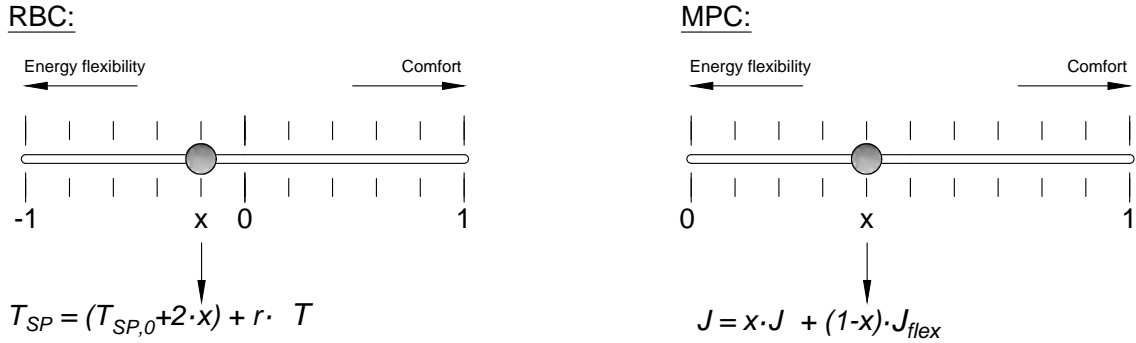 RBC:
Energy flexibility Comfort
-1 x 0 1
T_SP = (T_SP,0+2·x) + r· T
MPC:
Energy flexibility Comfort
0 x 1
J = x·J + (1-x)·J_flex